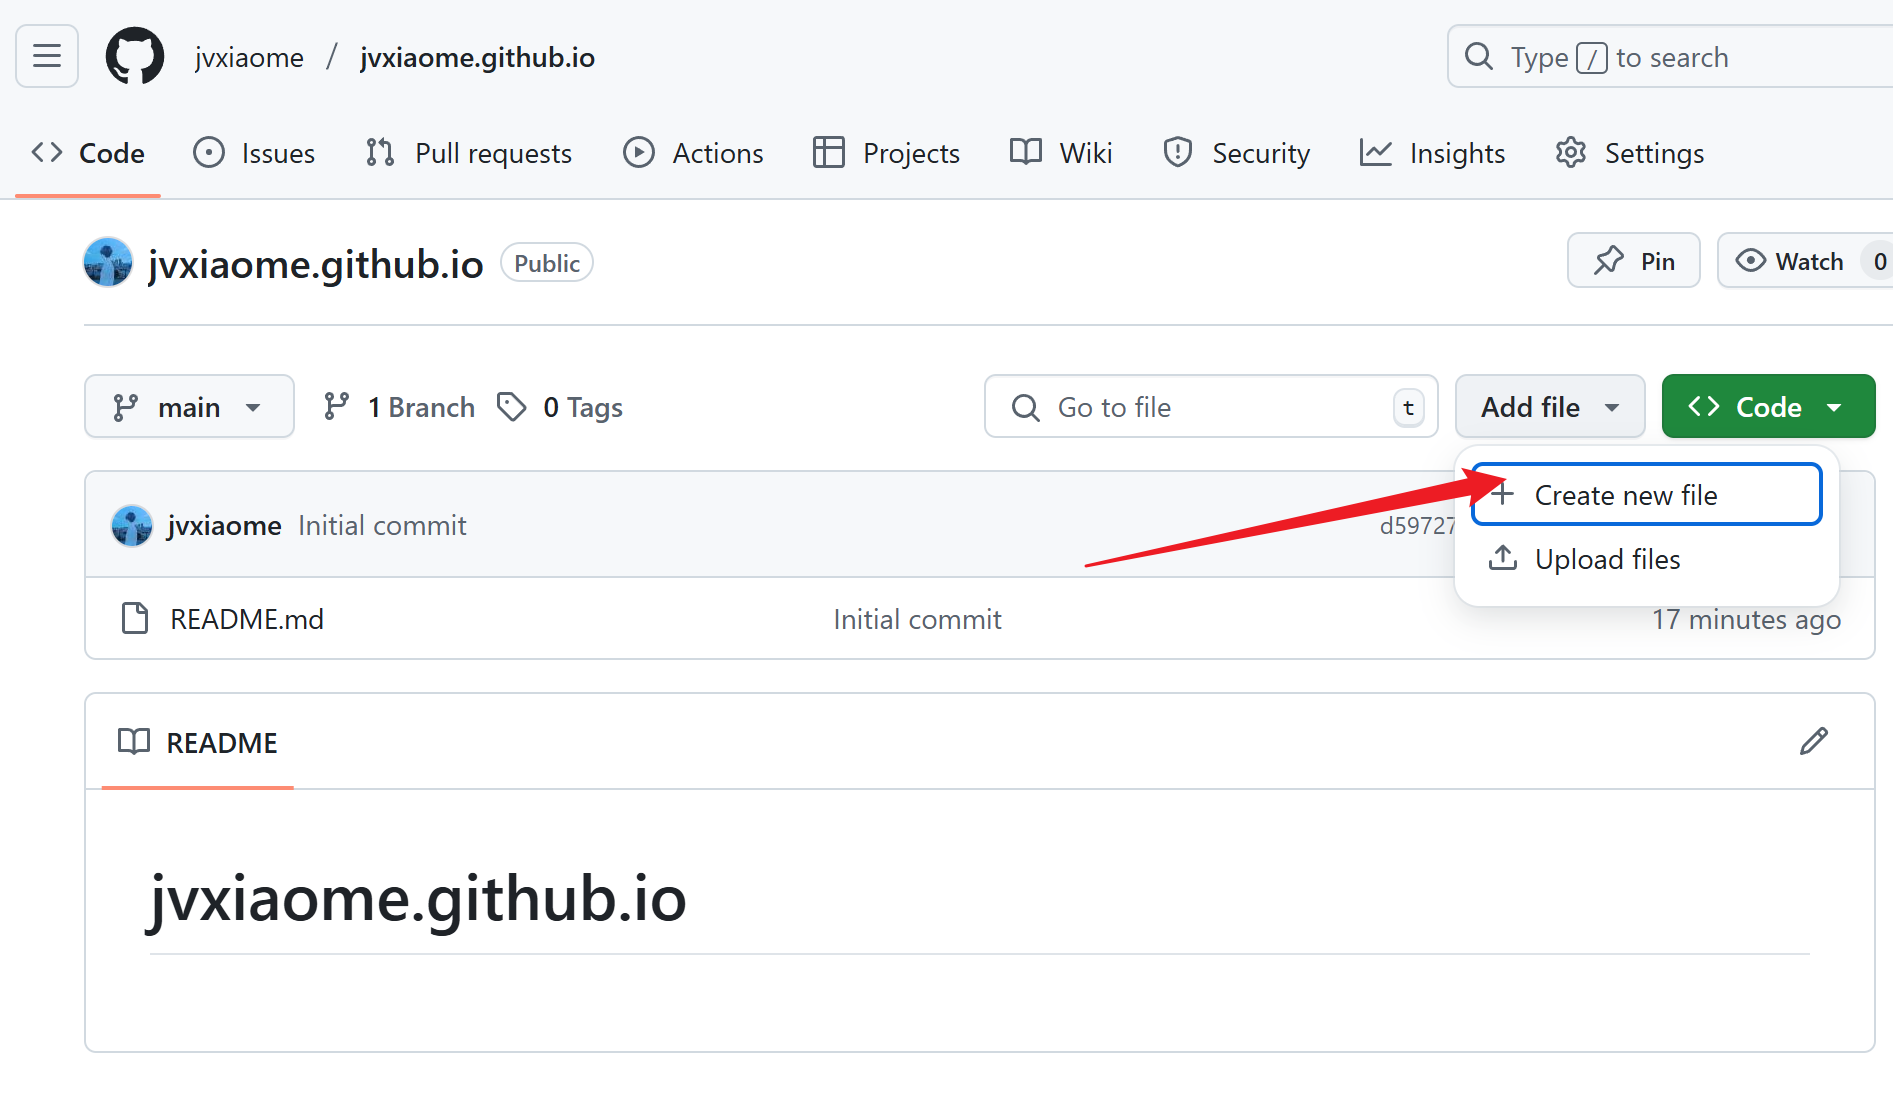 jvxiaome / jvxiaome.github.io
Type / to search
Code Issues Pull requests Actions Projects Wiki Security Insights Settings
jvxiaome.github.io Public
Pin Watch 0
main 1 Branch 0 Tags Go to file t Add file Code
Create new file
jvxiaome Initial commit d59727
Upload files
README.md Initial commit 17 minutes ago
README
jvxiaome.github.io